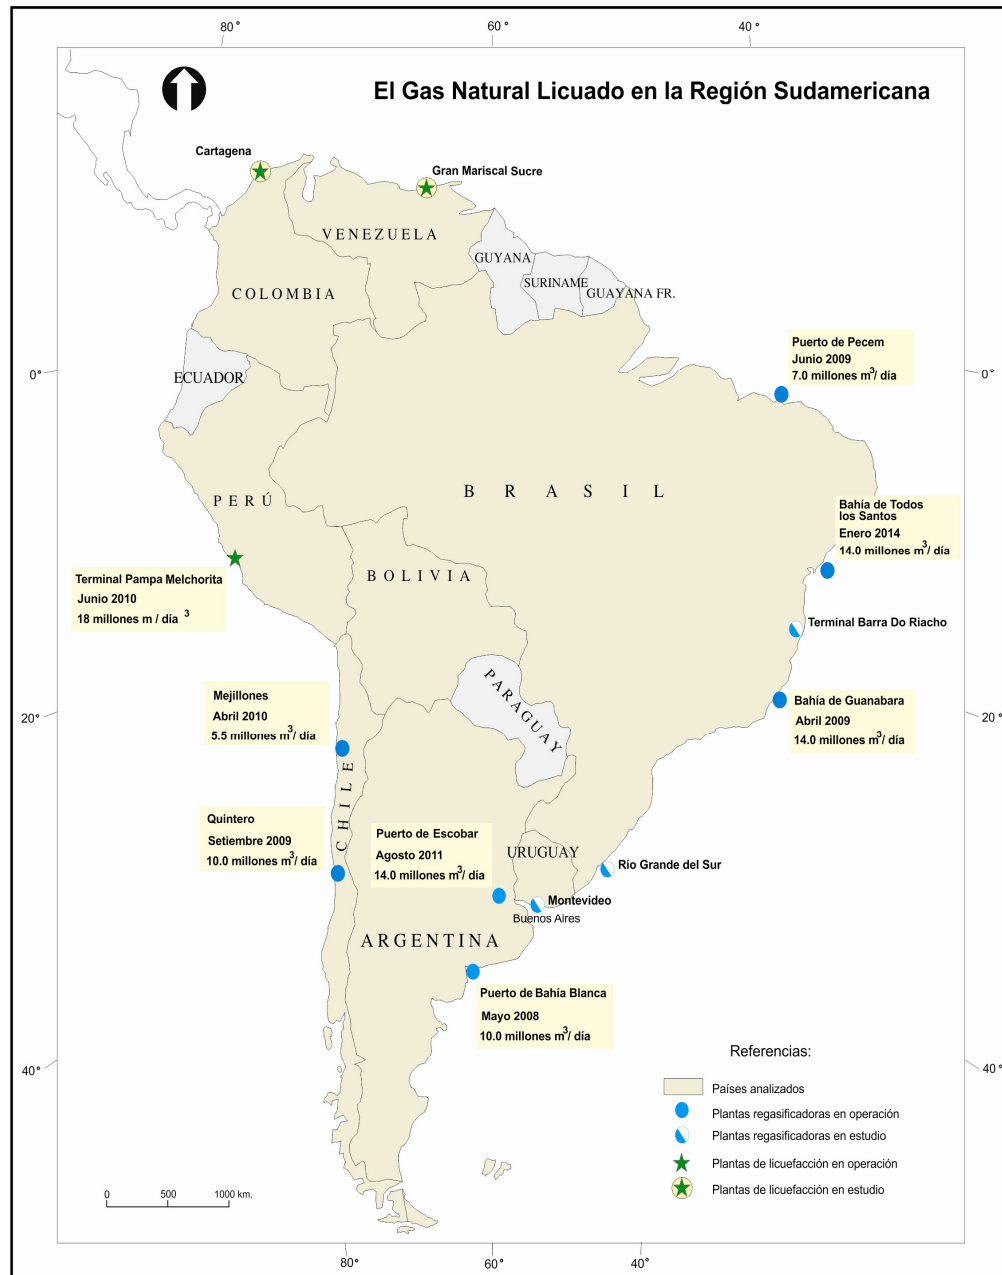 80°
60°
40°
El Gas Natural Licuado en la Región Sudamericana
Cartagena
Gran Mariscal Sucre
VENEZUELA
GUYANA
SURINAME
GUAYANA FR.
COLOMBIA
ECUADOR
0°
0°
Puerto de Pecem
Junio 2009
7.0 millones m³/ día
PERÚ
BRASIL
Bahía de Todos
los Santos
Enero 2014
14.0 millones m³/ día
BOLIVIA
Terminal Pampa Melchorita
Junio 2010
18 millones m / día ³
Terminal Barra Do Riacho
PARAGUAY
Mejillones
Abril 2010
5.5 millones m³/ día
Bahía de Guanabara
Abril 2009
14.0 millones m³/ día
20°
20°
CHILE
Quintero
Setiembre 2009
10.0 millones m³/ día
Puerto de Escobar
Agosto 2011
14.0 millones m³/ día
URUGUAY
Río Grande del Sur
Montevideo
Buenos Aires
ARGENTINA
Puerto de Bahía Blanca
Mayo 2008
10.0 millones m³/ día
40°
40°
Referencias:
Países analizados
Plantas regasificadoras en operación
Plantas regasificadoras en estudio
Plantas de licuefacción en operación
Plantas de licuefacción en estudio
0 500 1000 km.
80°
60°
40°